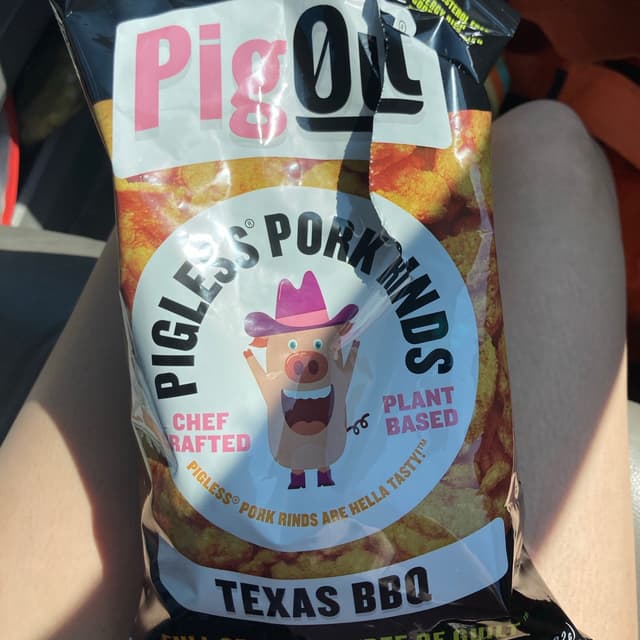 PigOut
PIGLESS® PORK RINDS
CHEF
CRAFTED
PLANT
BASED
PIGLESS® PORK RINDS ARE HELLA TASTY!™
TEXAS BBQ